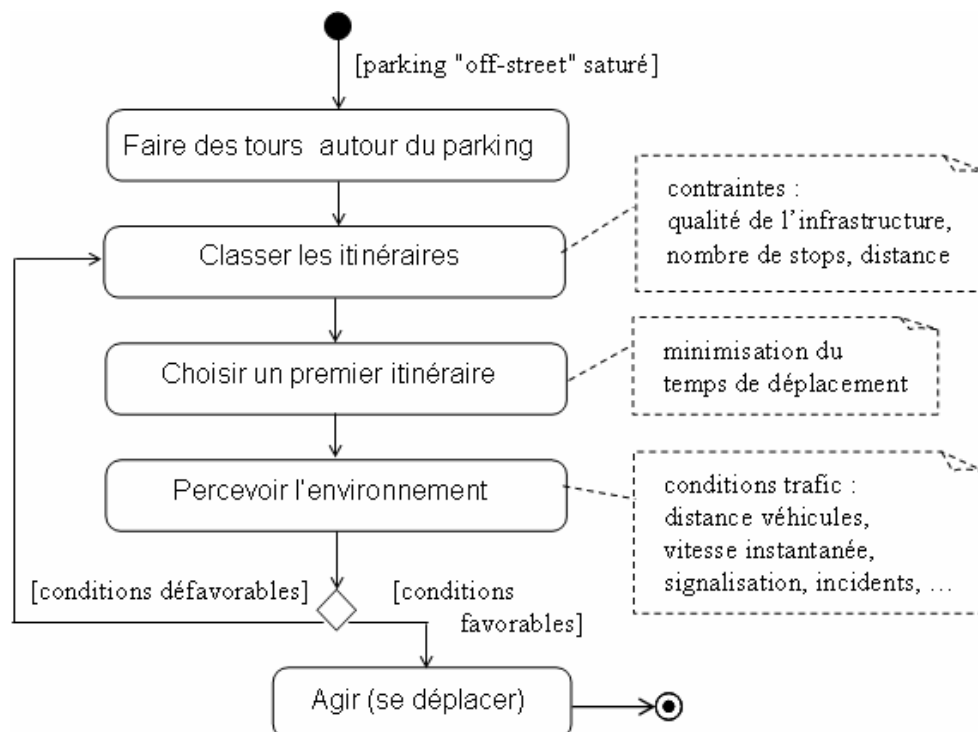 [parking "off-street" saturé]
Faire des tours autour du parking
contraintes :
qualité de l'infrastructure,
nombre de stops, distance
Classer les itinéraires
minimisation du
temps de déplacement
Choisir un premier itinéraire
Percevoir l'environnement
conditions trafic :
distance véhicules,
vitesse instantanée,
signalisation, incidents, …
[conditions défavorables]
[conditions
favorables]
Agir (se déplacer)